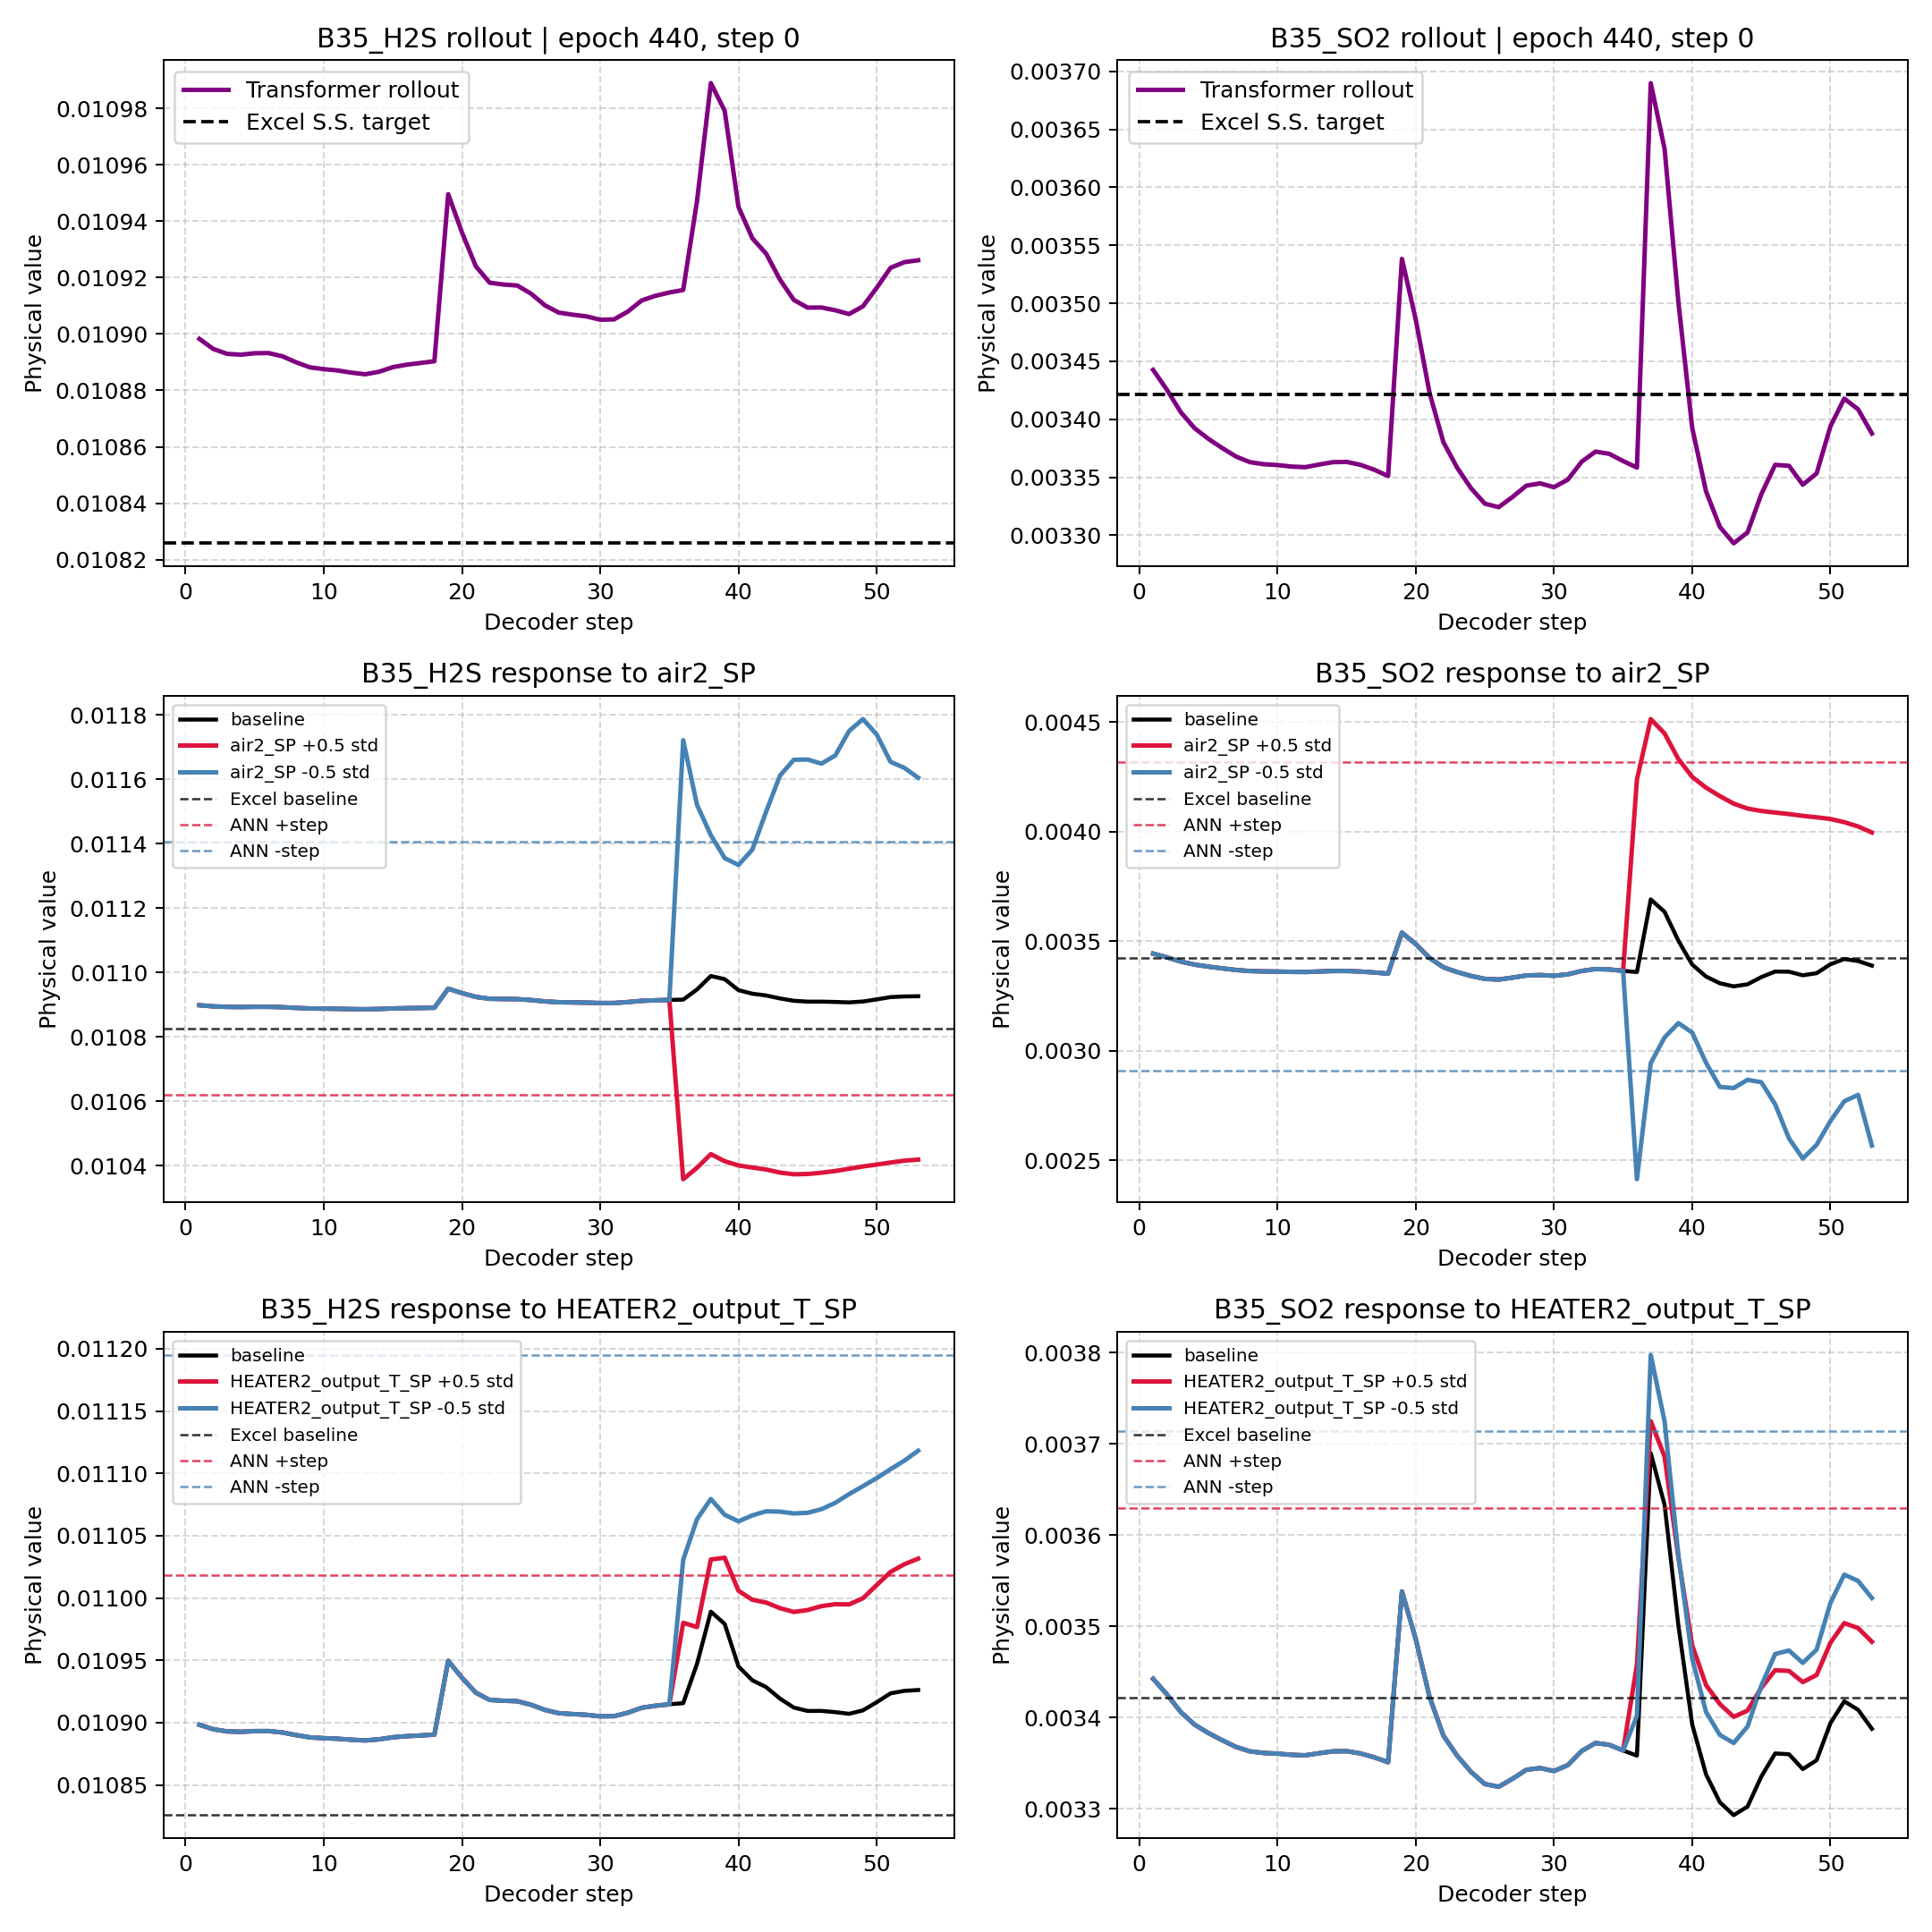 B35_H2S rollout | epoch 440, step 0
Physical value
0.01098
0.01096
0.01094
0.01092
0.01090
0.01088
0.01086
0.01084
0.01082
Transformer rollout
Excel S.S. target
0 10 20 30 40 50
Decoder step
B35_SO2 rollout | epoch 440, step 0
Physical value
0.00370
0.00365
0.00360
0.00355
0.00350
0.00345
0.00340
0.00335
0.00330
Transformer rollout
Excel S.S. target
0 10 20 30 40 50
Decoder step
B35_H2S response to air2_SP
Physical value
0.0118
0.0116
0.0114
0.0112
0.0110
0.0108
0.0106
0.0104
baseline
air2_SP +0.5 std
air2_SP -0.5 std
Excel baseline
ANN +step
ANN -step
0 10 20 30 40 50
Decoder step
B35_SO2 response to air2_SP
Physical value
0.0045
0.0040
0.0035
0.0030
0.0025
baseline
air2_SP +0.5 std
air2_SP -0.5 std
Excel baseline
ANN +step
ANN -step
0 10 20 30 40 50
Decoder step
B35_H2S response to HEATER2_output_T_SP
Physical value
0.01120
0.01115
0.01110
0.01105
0.01100
0.01095
0.01090
0.01085
baseline
HEATER2_output_T_SP +0.5 std
HEATER2_output_T_SP -0.5 std
Excel baseline
ANN +step
ANN -step
0 10 20 30 40 50
Decoder step
B35_SO2 response to HEATER2_output_T_SP
Physical value
0.0038
0.0037
0.0036
0.0035
0.0034
0.0033
baseline
HEATER2_output_T_SP +0.5 std
HEATER2_output_T_SP -0.5 std
Excel baseline
ANN +step
ANN -step
0 10 20 30 40 50
Decoder step